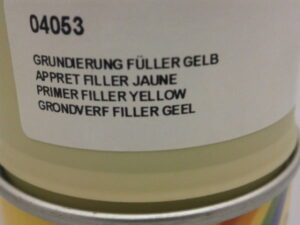 04053
GRUNDIERUNG FÜLLER GELB
APPRET FILLER JAUNE
PRIMER FILLER YELLOW
GRONDVERF FILLER GEEL